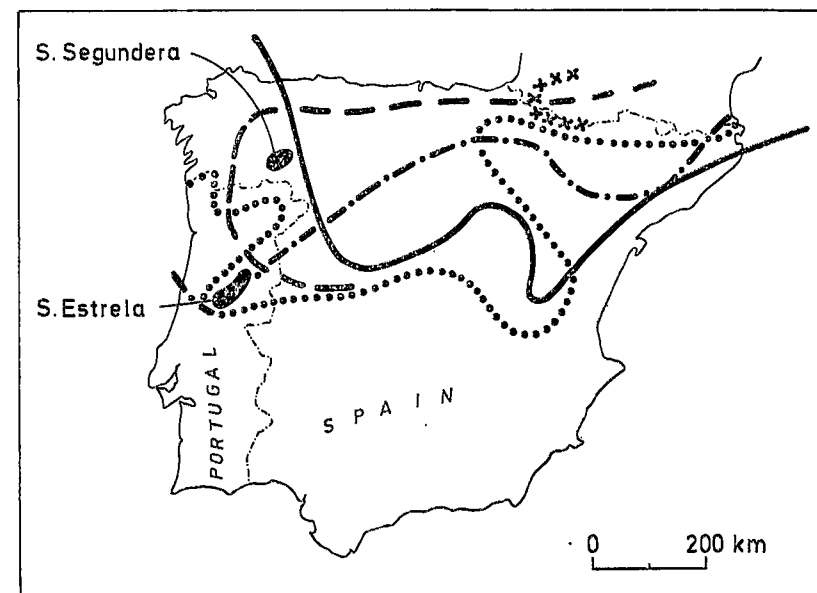 S. Segundera
S. Estrela
PORTUGAL
SPAIN
0 200 km